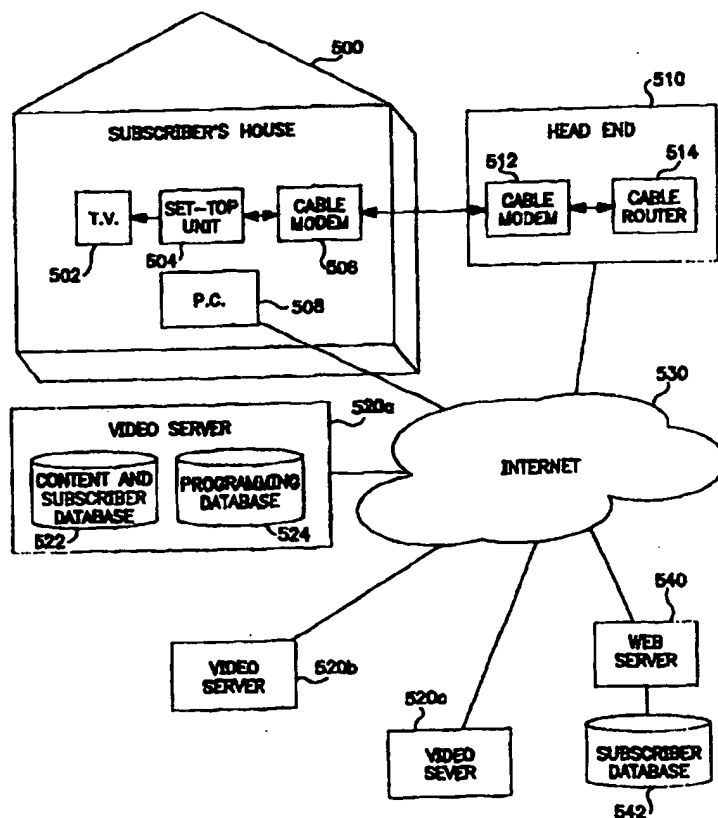 500
510
SUBSCRIBER'S HOUSE
HEAD END
512
514
T.V.
SET-TOP
UNIT
CABLE
MODEM
CABLE
MODEM
CABLE
ROUTER
502
504
506
P.C.
508
530
520a
VIDEO SERVER
INTERNET
CONTENT AND
SUBSCRIBER
DATABASE
PROGRAMMING
DATABASE
522
524
540
VIDEO
SERVER
520b
WEB
SERVER
520c
VIDEO
SEVER
SUBSCRIBER
DATABASE
542